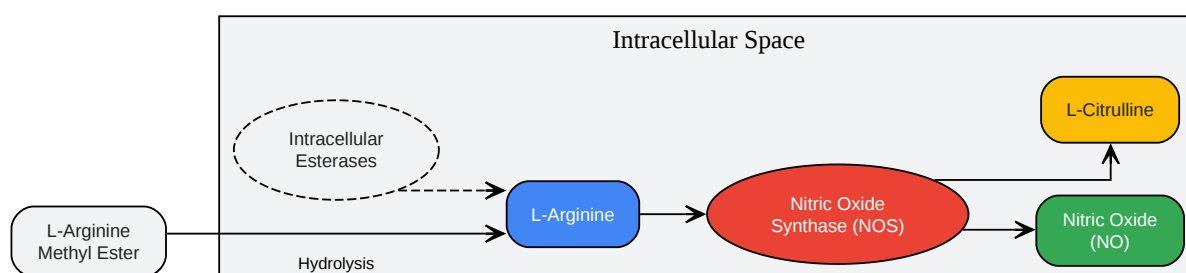 Intracellular Space
L-Citrulline
Intracellular
Esterases
L-Arginine
Nitric Oxide
Synthase (NOS)
Nitric Oxide
(NO)
L-Arginine
Methyl Ester
Hydrolysis